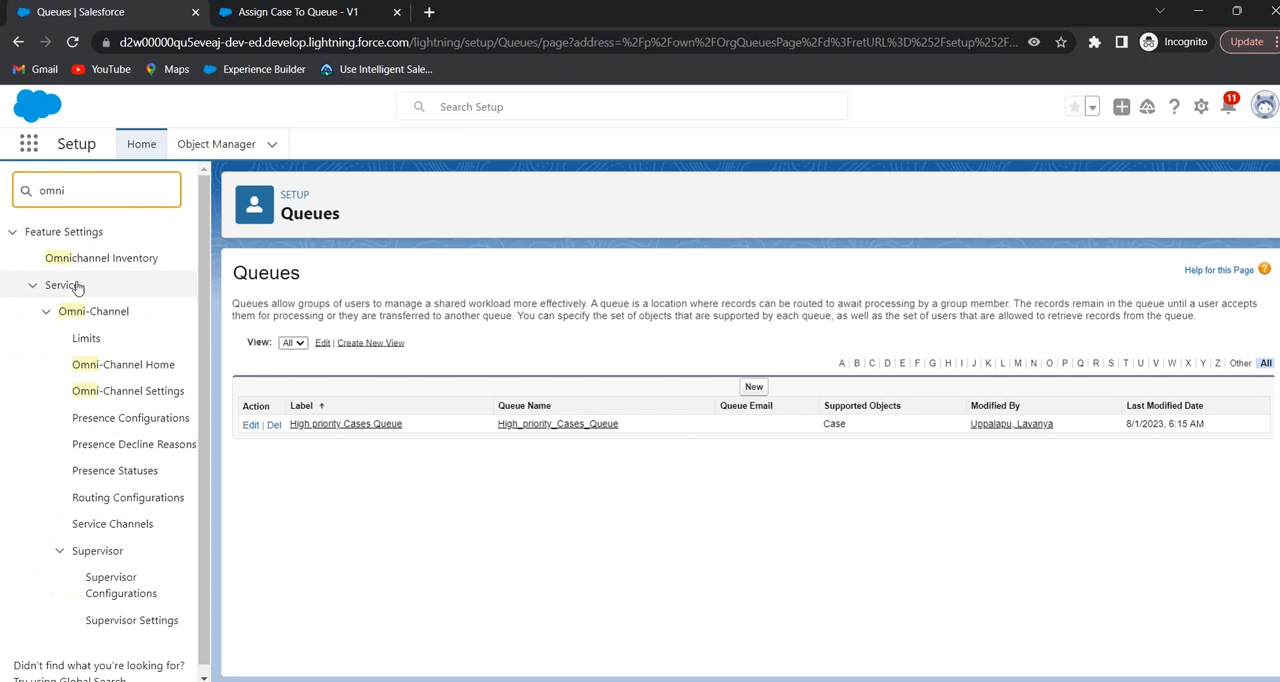 Queues | Salesforce
Assign Case To Queue - V1
d2w00000qu5eveaj-dev-ed.develop.lightning.force.com/lightning/setup/Queues/page?address=%2Fp%2Fown%2FOrgQueuesPage%2Fd%3FretURL%3D%252Fsetup%252F...
Incognito
Update
Gmail
YouTube
Maps
Experience Builder
Use Intelligent Sale...
Search Setup
11
Setup
Home
Object Manager
omni
Feature Settings
Omnichannel Inventory
Service
Omni-Channel
Limits
Omni-Channel Home
Omni-Channel Settings
Presence Configurations
Presence Decline Reasons
Presence Statuses
Routing Configurations
Service Channels
Supervisor
Supervisor
Configurations
Supervisor Settings
Didn't find what you're looking for?
Try using Global Search
SETUP
Queues
Queues
Help for this Page
Queues allow groups of users to manage a shared workload more effectively. A queue is a location where records can be routed to await processing by a group member. The records remain in the queue until a user accepts
them for processing or they are transferred to another queue. You can specify the set of objects that are supported by each queue, as well as the set of users that are allowed to retrieve records from the queue.
View: All Edit | Create New View
A | B | C | D | E | F | G | H | I | J | K | L | M | N | O | P | Q | R | S | T | U | V | W | X | Y | Z | Other | All
New
Action Label Queue Name Queue Email Supported Objects Modified By Last Modified Date
Edit | Del High priority Cases Queue High_priority_Cases_Queue Case Uppalapu, Lavanya 8/1/2023, 6:15 AM